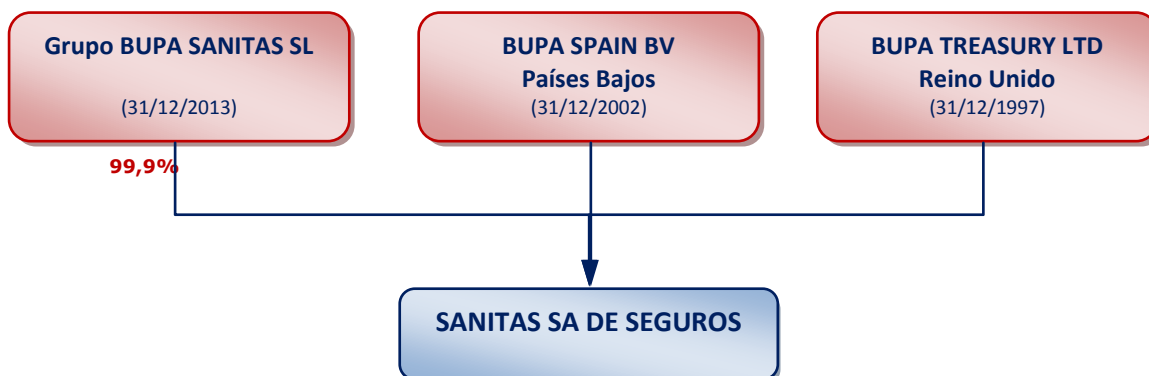 Grupo BUPA SANITAS SL
(31/12/2013)
BUPA SPAIN BV
Países Bajos
(31/12/2002)
BUPA TREASURY LTD
Reino Unido
(31/12/1997)
99,9%
SANITAS SA DE SEGUROS